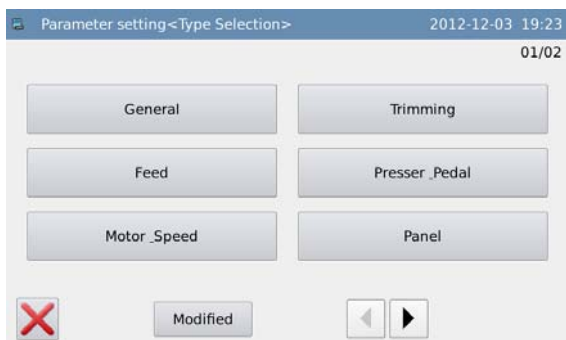 Parameter setting<Type Selection> 2012-12-03 19:23
01/02
General Trimming
Feed Presser_Pedal
Motor_Speed Panel
Modified